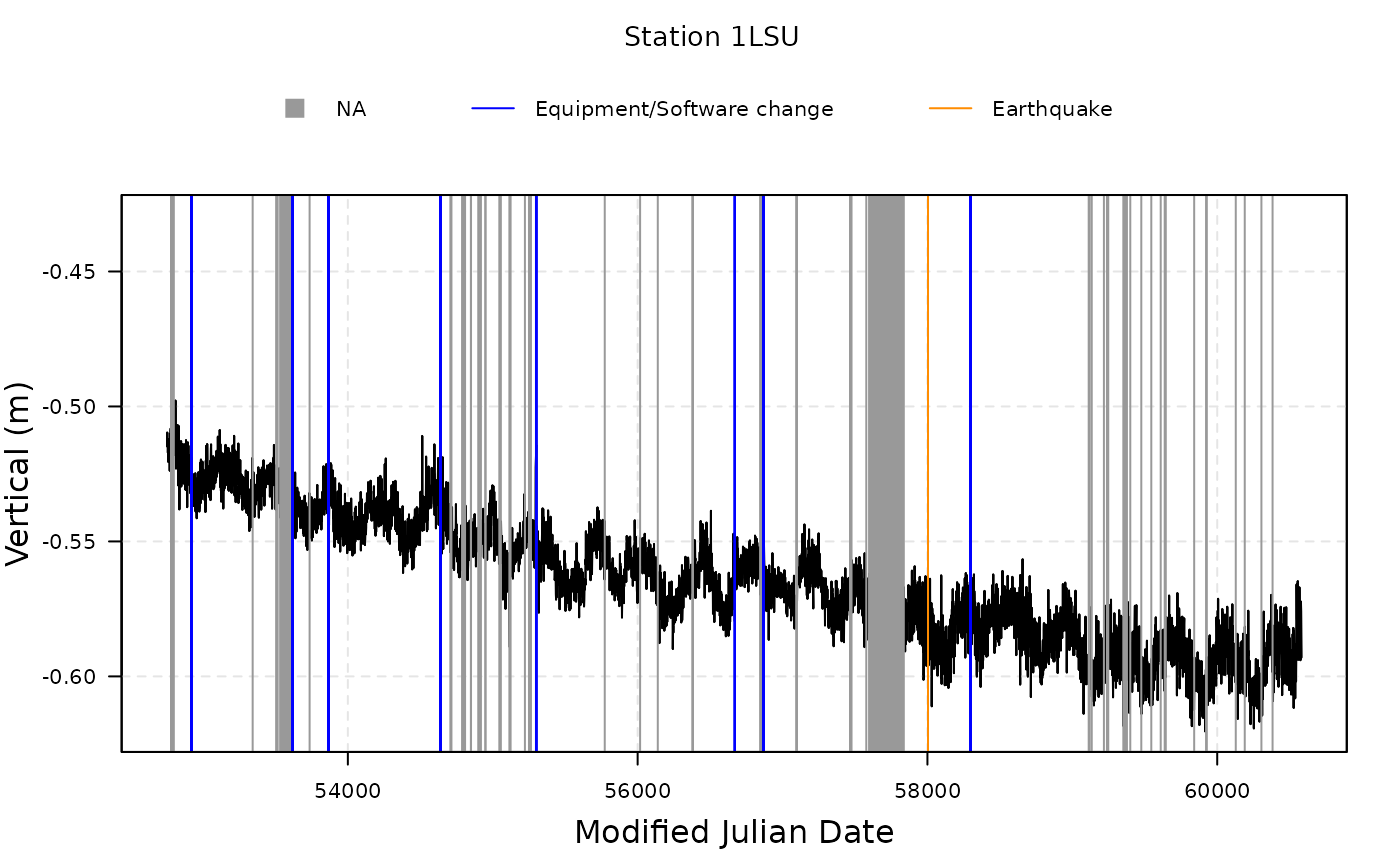 Station 1LSU
NA Equipment/Software change Earthquake
Vertical (m)
-0.45
-0.50
-0.55
-0.60
54000 56000 58000 60000
Modified Julian Date